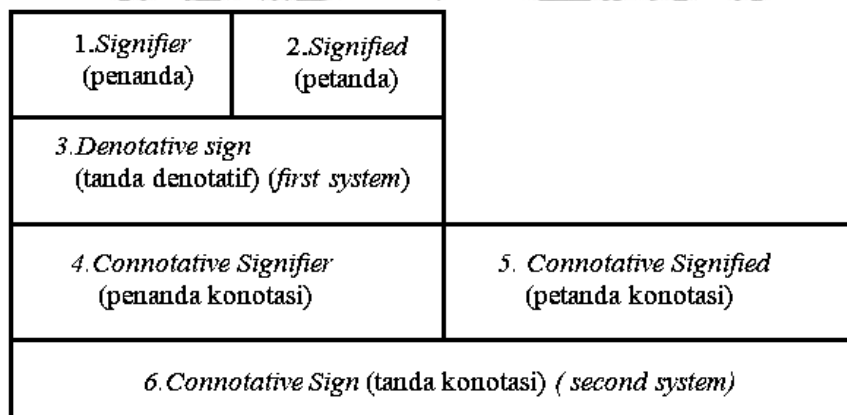 1.Signifier
(penanda)
2.Signified
(petanda)
3.Denotative sign
(tanda denotatif) (first system)
4.Connotative Signifier
(penanda konotasi)
5. Connotative Signified
(petanda konotasi)
6.Connotative Sign (tanda konotasi) ( second system)